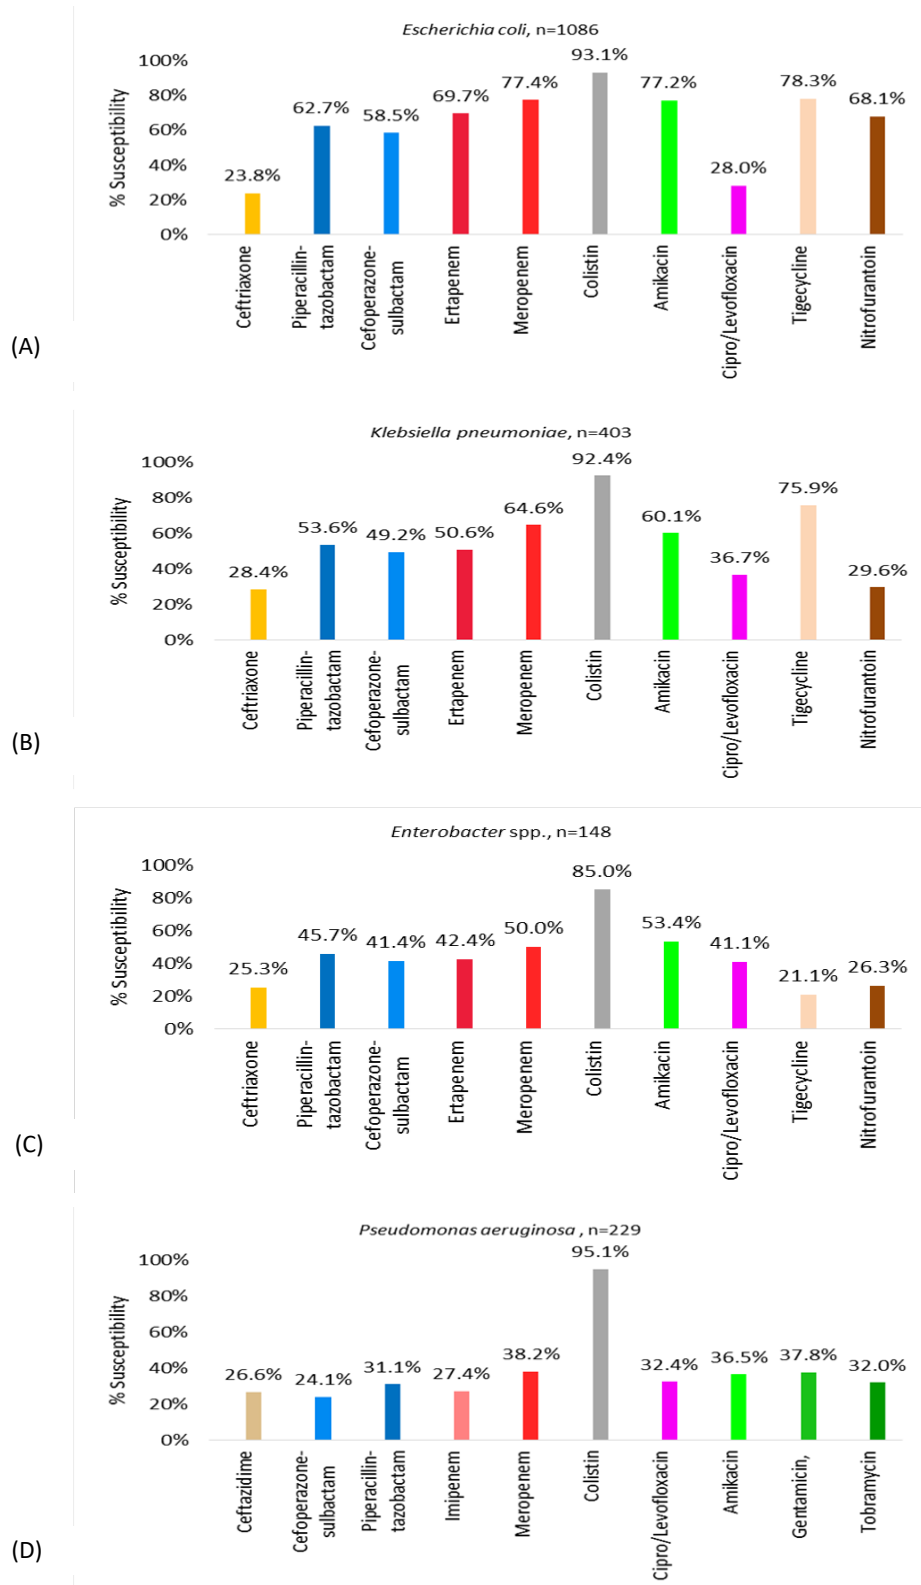 Escherichia coli, n=1086
% Susceptibility
100%
80%
60%
40%
20%
0%
23.8%
62.7%
58.5%
69.7%
77.4%
93.1%
77.2%
28.0%
78.3%
68.1%
Ceftriaxone
Piperacillin-
tazobactam
Cefoperazone-
sulbactam
Ertapenem
Meropenem
Colistin
Amikacin
Cipro/Levofloxacin
Tigecycline
Nitrofurantoin
(A)
Klebsiella pneumoniae, n=403
% Susceptibility
100%
80%
60%
40%
20%
0%
28.4%
53.6%
49.2%
50.6%
64.6%
92.4%
60.1%
36.7%
75.9%
29.6%
Ceftriaxone
Piperacillin-
tazobactam
Cefoperazone-
sulbactam
Ertapenem
Meropenem
Colistin
Amikacin
Cipro/Levofloxacin
Tigecycline
Nitrofurantoin
(B)
Enterobacter spp., n=148
% Susceptibility
100%
80%
60%
40%
20%
0%
25.3%
45.7%
41.4%
42.4%
50.0%
85.0%
53.4%
41.1%
21.1%
26.3%
Ceftriaxone
Piperacillin-
tazobactam
Cefoperazone-
sulbactam
Ertapenem
Meropenem
Colistin
Amikacin
Cipro/Levofloxacin
Tigecycline
Nitrofurantoin
(C)
Pseudomonas aeruginosa , n=229
% Susceptibility
100%
80%
60%
40%
20%
0%
26.6%
24.1%
31.1%
27.4%
38.2%
95.1%
32.4%
36.5%
37.8%
32.0%
Ceftazidime
Cefoperazone-
sulbactam
Piperacillin-
tazobactam
Imipenem
Meropenem
Colistin
Cipro/Levofloxacin
Amikacin
Gentamicin,
Tobramycin
(D)